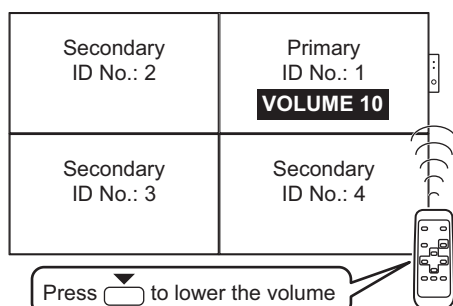 Secondary
ID No.: 2
Primary
ID No.: 1
VOLUME 10
Secondary
ID No.: 3
Secondary
ID No.: 4
Press to lower the volume